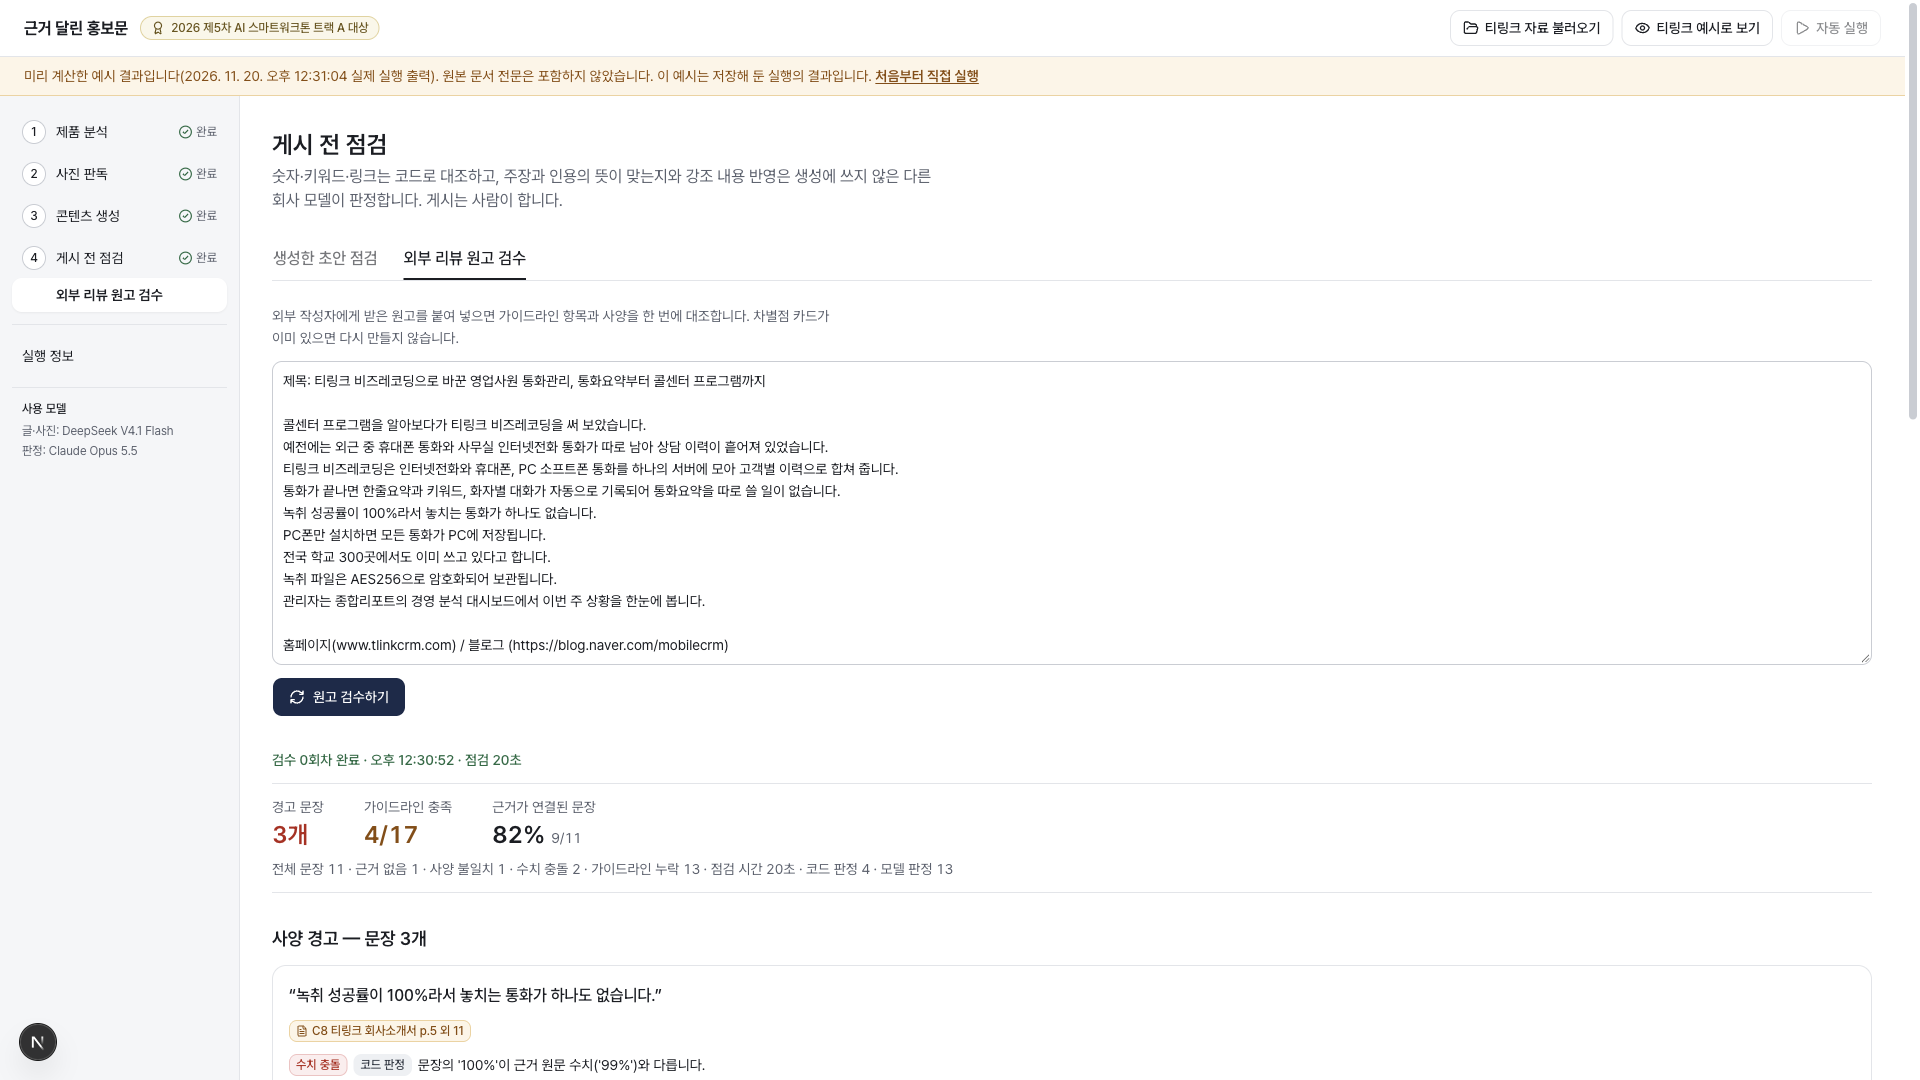 근거 달린 홍보문
2026 제5차 AI 스마트워크톤 트랙 A 대상
티링크 자료 불러오기
티링크 예시로 보기
자동 실행
미리 계산한 예시 결과입니다(2026. 11. 20. 오후 12:31:04 실제 실행 출력). 원본 문서 전문은 포함하지 않았습니다. 이 예시는 저장해 둔 실행의 결과입니다. 처음부터 직접 실행
1 제품 분석 완료
2 사진 판독 완료
3 콘텐츠 생성 완료
4 게시 전 점검 완료
외부 리뷰 원고 검수
실행 정보
사용 모델
글·사진: DeepSeek V4.1 Flash
판정: Claude Opus 5.5
게시 전 점검
숫자·키워드·링크는 코드로 대조하고, 주장과 인용의 뜻이 맞는지와 강조 내용 반영은 생성에 쓰지 않은 다른
회사 모델이 판정합니다. 게시는 사람이 합니다.
생성한 초안 점검
외부 리뷰 원고 검수
외부 작성자에게 받은 원고를 붙여 넣으면 가이드라인 항목과 사양을 한 번에 대조합니다. 차별점 카드가
이미 있으면 다시 만들지 않습니다.
제목: 티링크 비즈레코딩으로 바꾼 영업사원 통화관리, 통화요약부터 콜센터 프로그램까지
콜센터 프로그램을 알아보다가 티링크 비즈레코딩을 써 보았습니다.
예전에는 외근 중 휴대폰 통화와 사무실 인터넷전화 통화가 따로 남아 상담 이력이 흩어져 있었습니다.
티링크 비즈레코딩은 인터넷전화와 휴대폰, PC 소프트폰 통화를 하나의 서버에 모아 고객별 이력으로 합쳐 줍니다.
통화가 끝나면 한줄요약과 키워드, 화자별 대화가 자동으로 기록되어 통화요약을 따로 쓸 일이 없습니다.
녹취 성공률이 100%라서 놓치는 통화가 하나도 없습니다.
PC폰만 설치하면 모든 통화가 PC에 저장됩니다.
전국 학교 300곳에서도 이미 쓰고 있다고 합니다.
녹취 파일은 AES256으로 암호화되어 보관됩니다.
관리자는 종합리포트의 경영 분석 대시보드에서 이번 주 상황을 한눈에 봅니다.
홈페이지(www.tlinkcrm.com) / 블로그 (https://blog.naver.com/mobilecrm)
원고 검수하기
검수 0회차 완료 · 오후 12:30:52 · 점검 20초
경고 문장
3개
가이드라인 충족
4/17
근거가 연결된 문장
82% 9/11
전체 문장 11 · 근거 없음 1 · 사양 불일치 1 · 수치 충돌 2 · 가이드라인 누락 13 · 점검 시간 20초 · 코드 판정 4 · 모델 판정 13
사양 경고 — 문장 3개
“녹취 성공률이 100%라서 놓치는 통화가 하나도 없습니다.”
C8 티링크 회사소개서 p.5 외 11
수치 충돌 코드 판정 문장의 '100%'이 근거 원문 수치('99%')와 다릅니다.
N